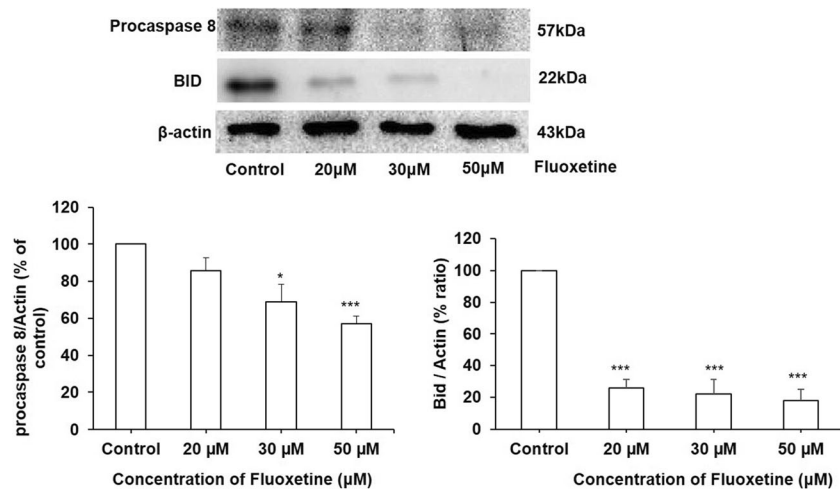 Procaspase 8
57kDa
BID
22kDa
β-actin
43kDa
Control 20µM 30µM 50µM Fluoxetine
procaspase 8/Actin (% of
control)
120
100
80
60
40
20
0
*
***
Control 20 µM 30 µM 50 µM
Concentration of Fluoxetine (µM)
Bid / Actin (% ratio)
120
100
80
60
40
20
0
***
***
***
Control 20 µM 30 µM 50 µM
Concentration of Fluoxetine (µM)